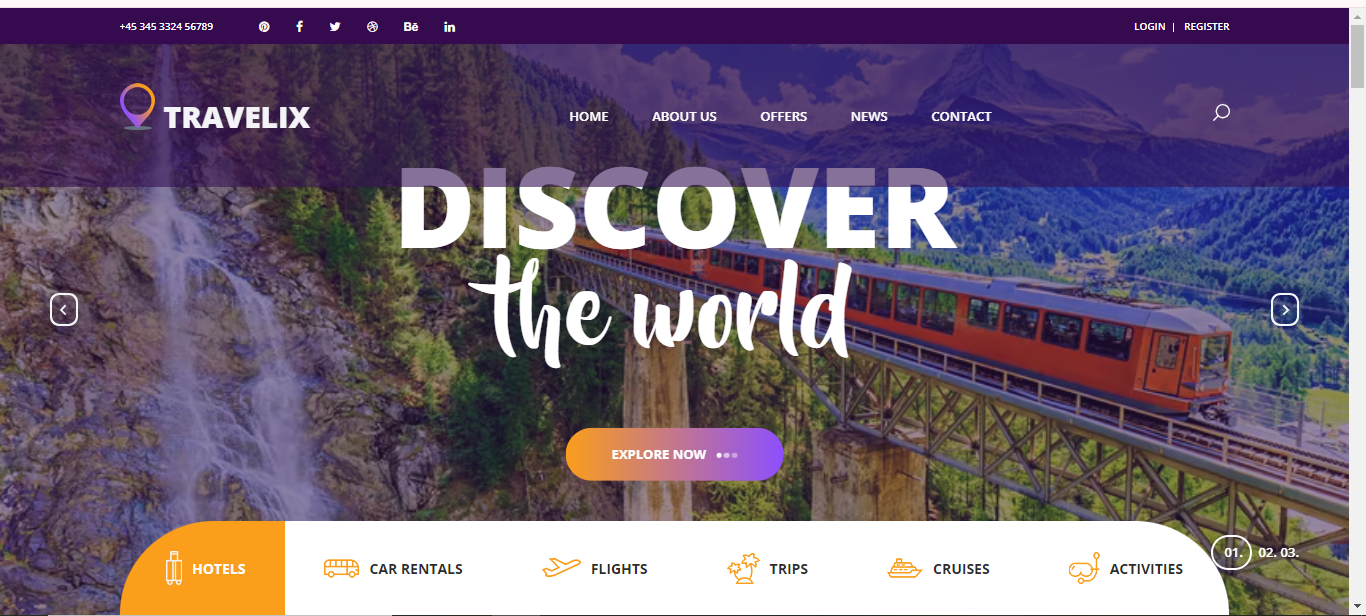 +45 345 3324 56789
LOGIN | REGISTER
TRAVELIX
HOME ABOUT US OFFERS NEWS CONTACT
DISCOVER
the world
EXPLORE NOW
HOTELS CAR RENTALS FLIGHTS TRIPS CRUISES ACTIVITIES
01. 02. 03.